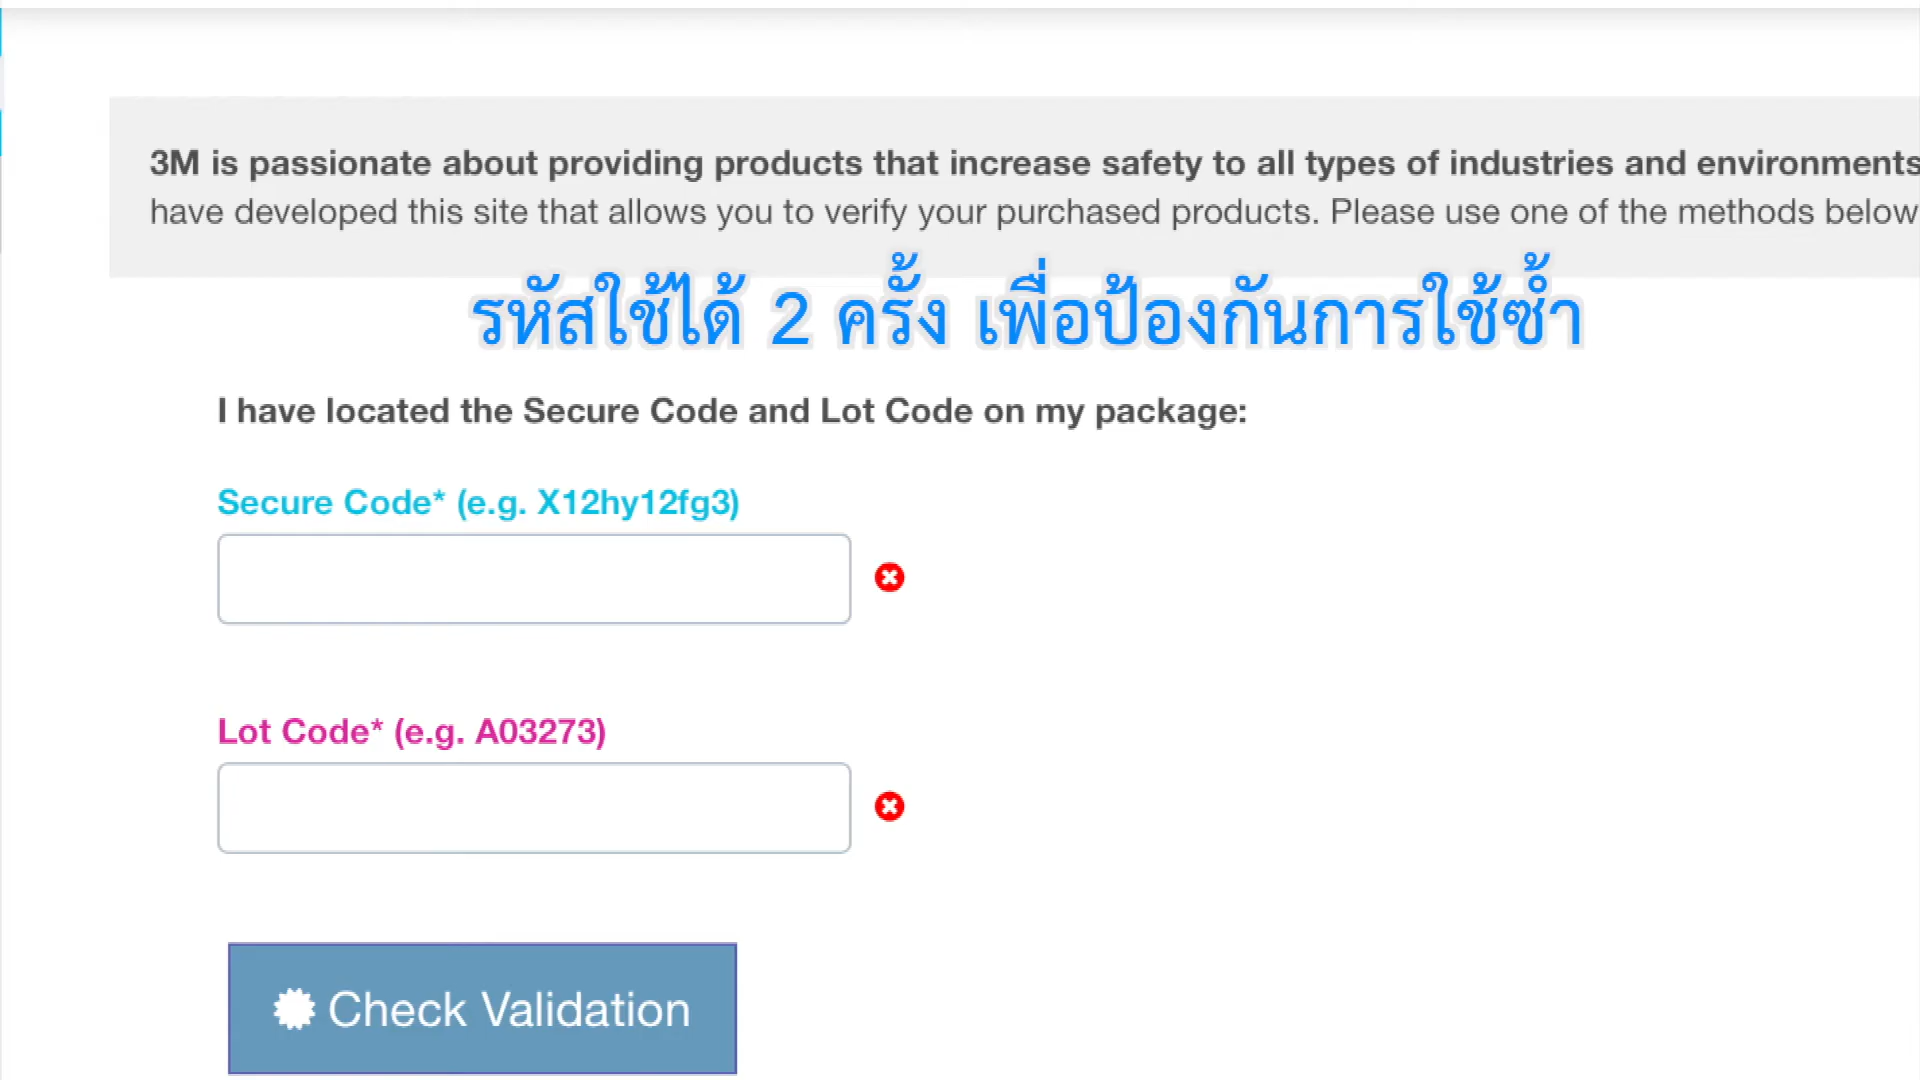 3M is passionate about providing products that increase safety to all types of industries and environments
have developed this site that allows you to verify your purchased products. Please use one of the methods below
รหัสใช้ได้ 2 ครั้ง เพื่อป้องกันการใช้ซ้ำ
I have located the Secure Code and Lot Code on my package:
Secure Code* (e.g. X12hy12fg3)
Lot Code* (e.g. A03273)
Check Validation